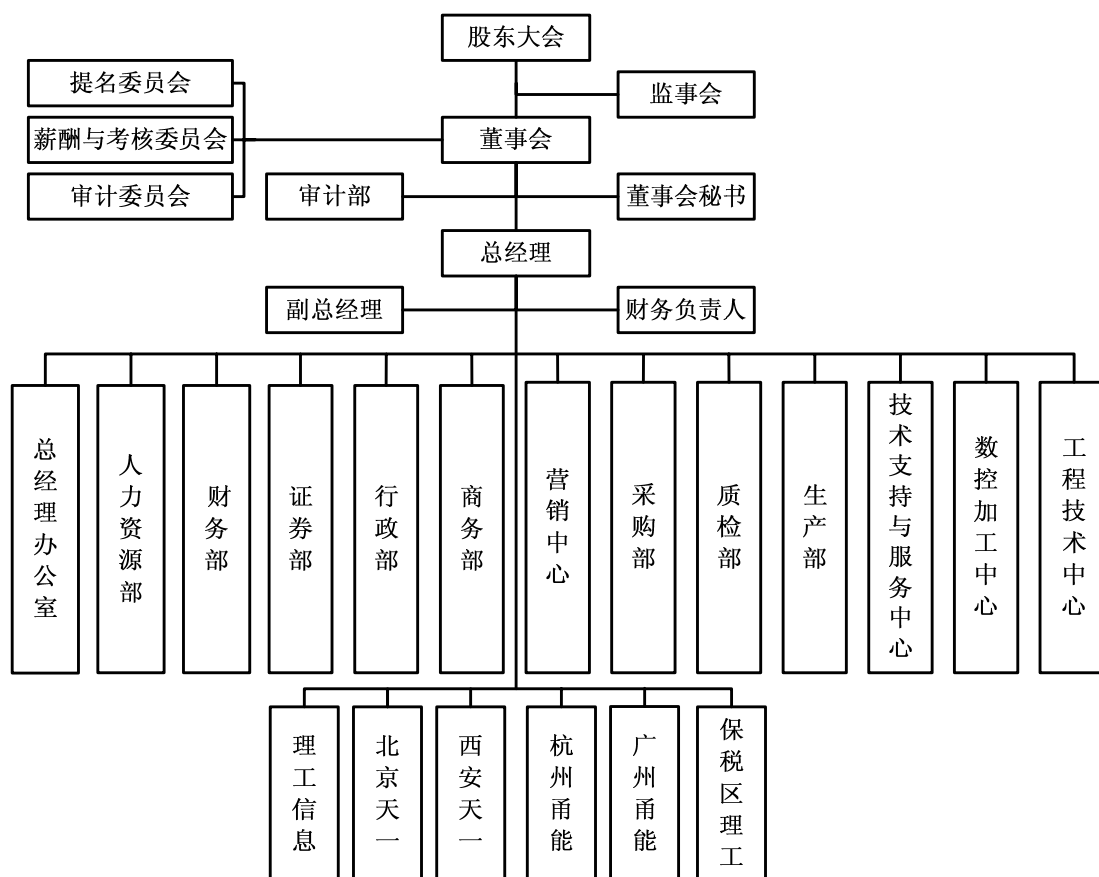 股东大会
提名委员会
监事会
薪酬与考核委员会
董事会
审计委员会
审计部
董事会秘书
总经理
副总经理
财务负责人
总经理办公室
人力资源部
财务部
证券部
行政部
商务部
营销中心
采购部
质检部
生产部
技术支持与服务中心
数控加工中心
工程技术中心
理工信息
北京天一
西安天一
杭州甬能
广州甬能
保税区理工